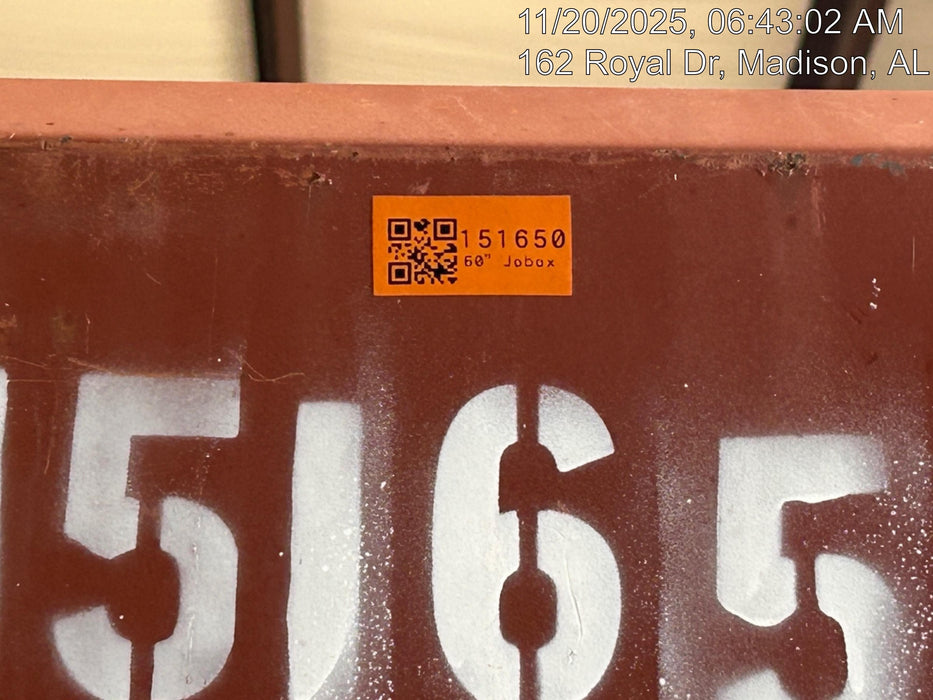 11/20/2025, 06:43:02 AM
162 Royal Dr, Madison, AL
151650
60" Jobox
5165